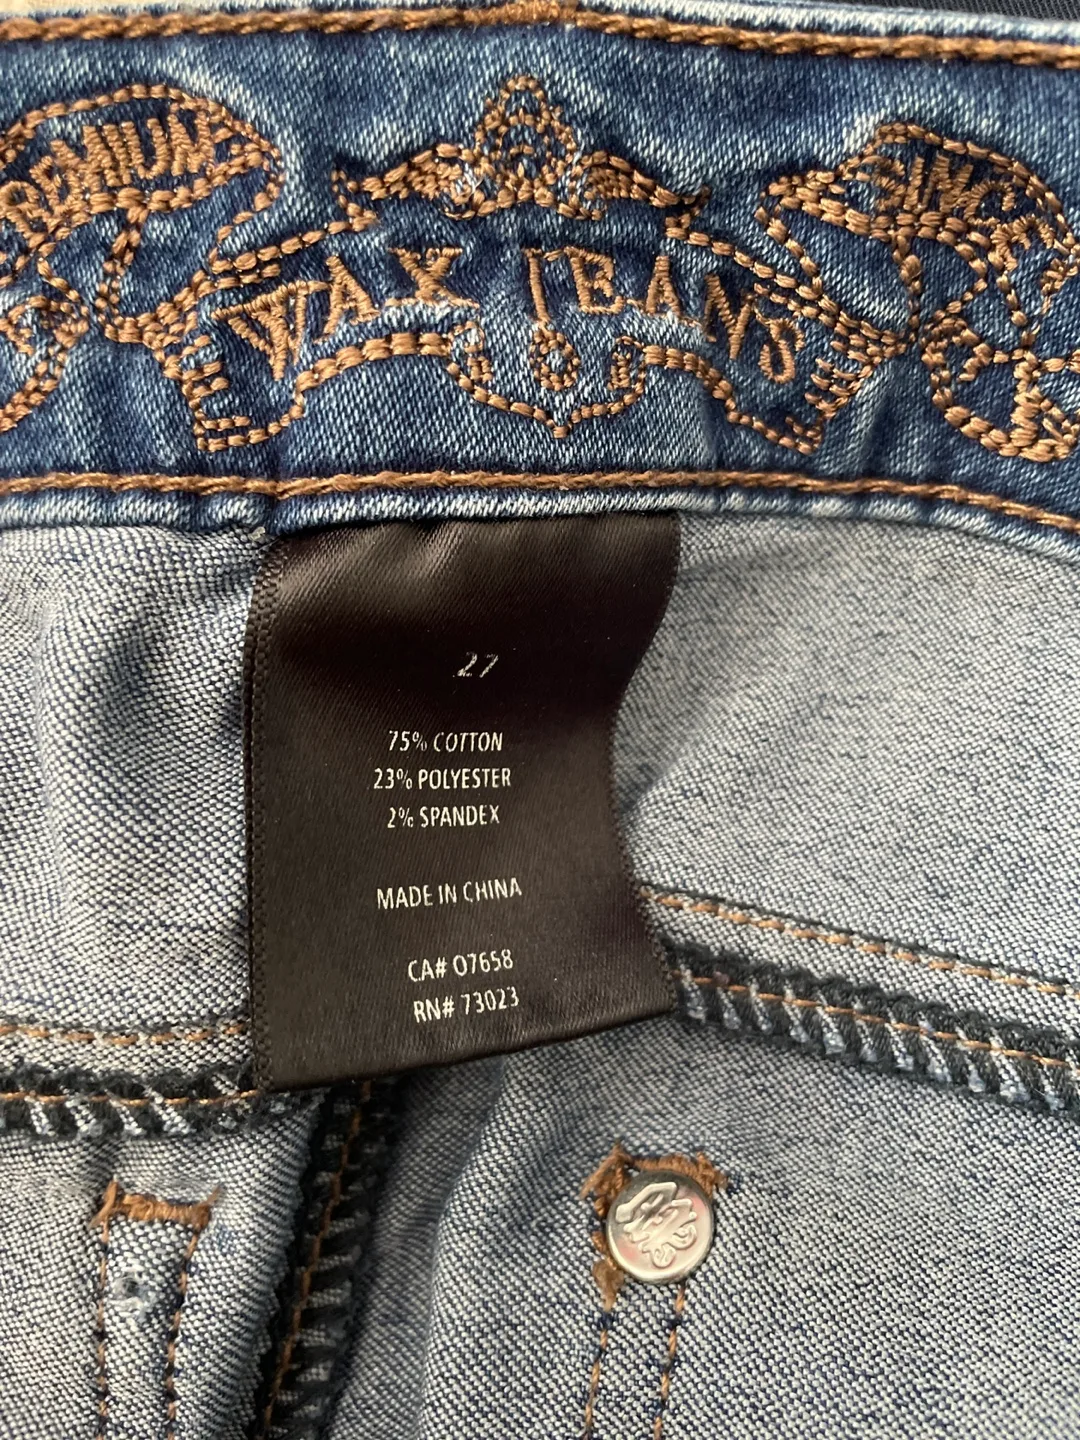 PREMIUM
WAX JEANS
SINCE
27
75% COTTON
23% POLYESTER
2% SPANDEX
MADE IN CHINA
CA# 07658
RN# 73023